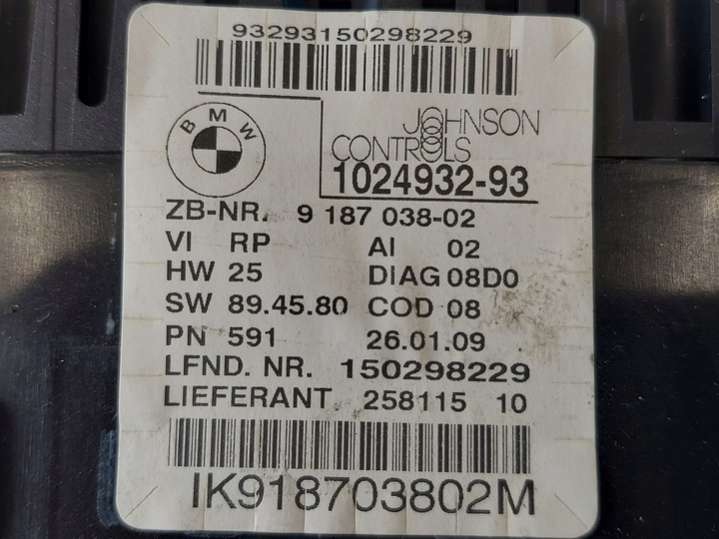 93293150298229
BMW
JOHNSON
CONTROLS
1024932-93
ZB-NR. 9 187 038-02
VI RP AI 02
HW 25 DIAG 08D0
SW 89.45.80 COD 08
PN 591 26.01.09
LFND. NR. 150298229
LIEFERANT 258115 10
IK918703802M